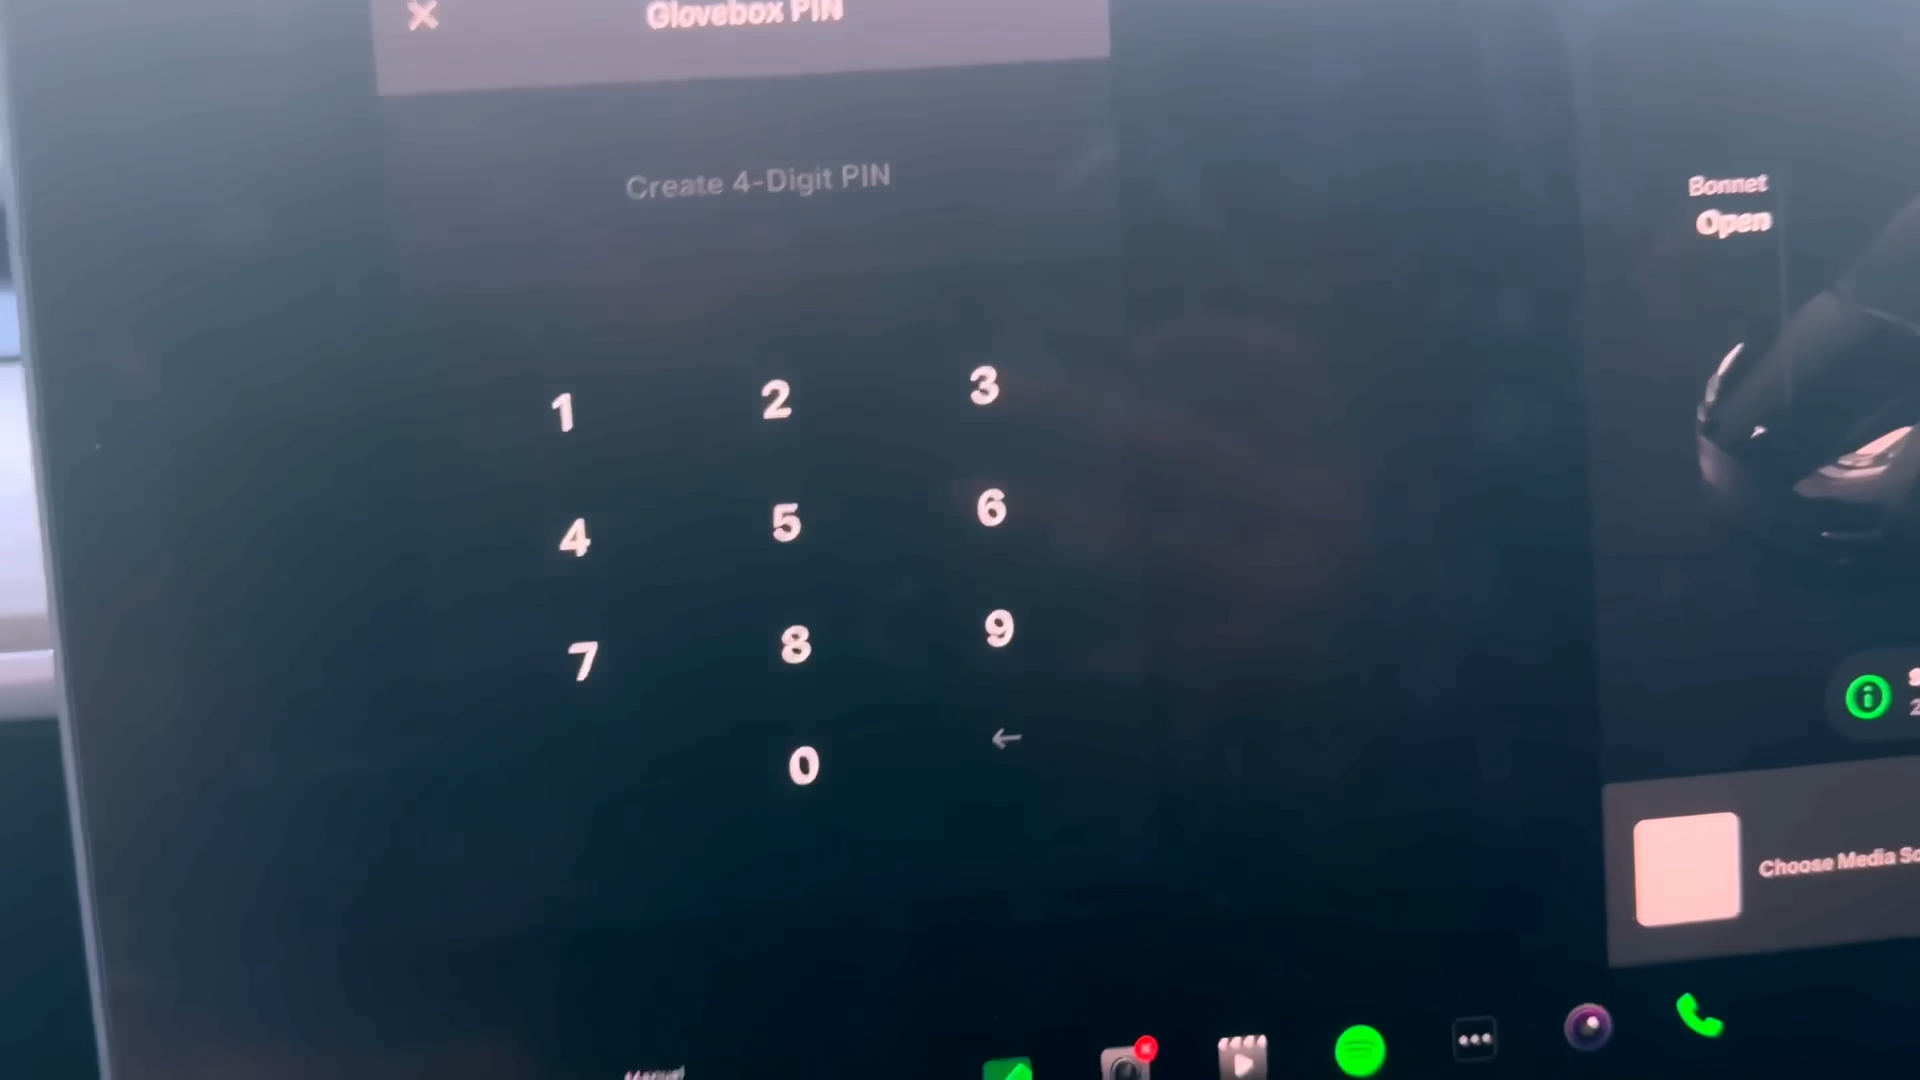 Glovebox PIN
Create 4-Digit PIN
Bonnet
Open
1 2 3
4 5 6
7 8 9
0
Choose Media
Manual